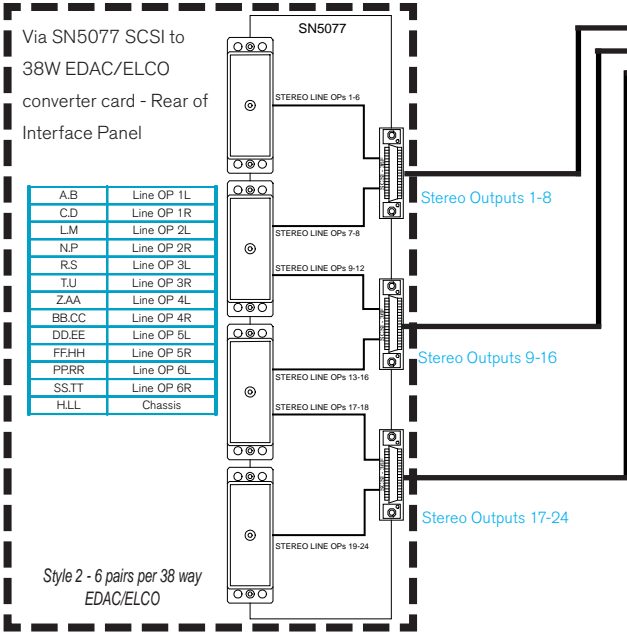 Via SN5077 SCSI to
38W EDAC/ELCO
converter card - Rear of
Interface Panel
SN5077
STEREO LINE OPs 1-6
Stereo Outputs 1-8
A.B Line OP 1L
C.D Line OP 1R
L.M Line OP 2L
N.P Line OP 2R
R.S Line OP 3L
T.U Line OP 3R
Z.AA Line OP 4L
BB.CC Line OP 4R
DD.EE Line OP 5L
FF.HH Line OP 5R
PP.RR Line OP 6L
SS.TT Line OP 6R
H.LL Chassis
STEREO LINE OPs 7-8
STEREO LINE OPs 9-12
Stereo Outputs 9-16
STEREO LINE OPs 13-16
STEREO LINE OPs 17-18
Stereo Outputs 17-24
STEREO LINE OPs 19-24
Style 2 - 6 pairs per 38 way
EDAC/ELCO